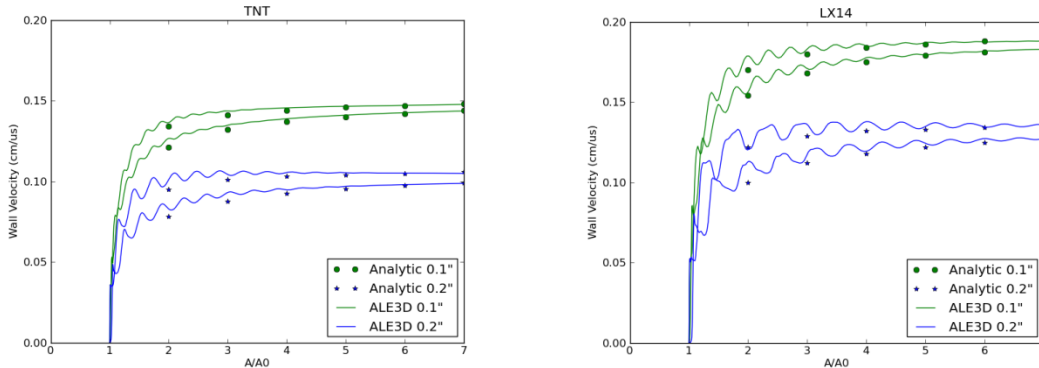 TNT
0.20
0.15
0.10
0.05
0.00
Wall Velocity (cm/us)
0 1 2 3 4 5 6 7
A/A0
Analytic 0.1"
Analytic 0.2"
ALE3D 0.1"
ALE3D 0.2"
LX14
0.20
0.15
0.10
0.05
0.00
Wall Velocity (cm/us)
0 1 2 3 4 5 6
A/A0
Analytic 0.1"
Analytic 0.2"
ALE3D 0.1"
ALE3D 0.2"